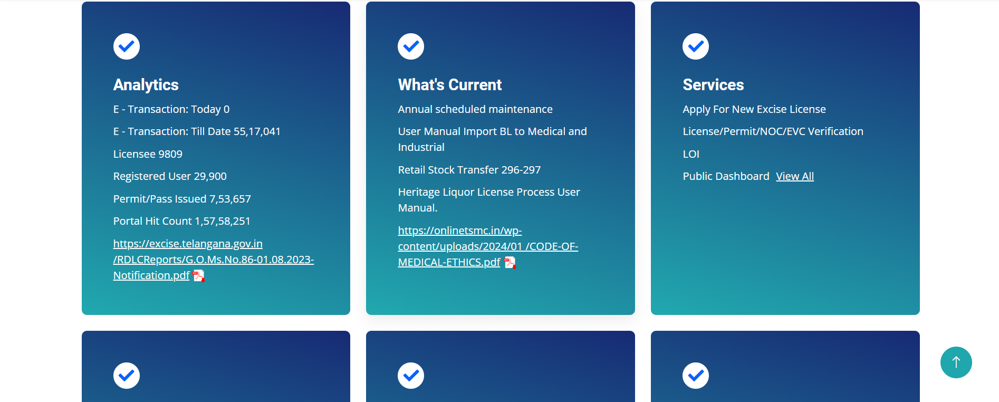 Analytics
E - Transaction: Today 0
E - Transaction: Till Date 55,17,041
Licensee 9809
Registered User 29,900
Permit/Pass Issued 7,53,657
Portal Hit Count 1,57,58,251
https://excise.telangana.gov.in
/RDLCReports/G.O.Ms.No.86-01.08.2023-
Notification.pdf
What's Current
Annual scheduled maintenance
User Manual Import BL to Medical and
Industrial
Retail Stock Transfer 296-297
Heritage Liquor License Process User
Manual.
https://onlinetsmc.in/wp-
content/uploads/2024/01 /CODE-OF-
MEDICAL-ETHICS.pdf
Services
Apply For New Excise License
License/Permit/NOC/EVC Verification
LOI
Public Dashboard View All